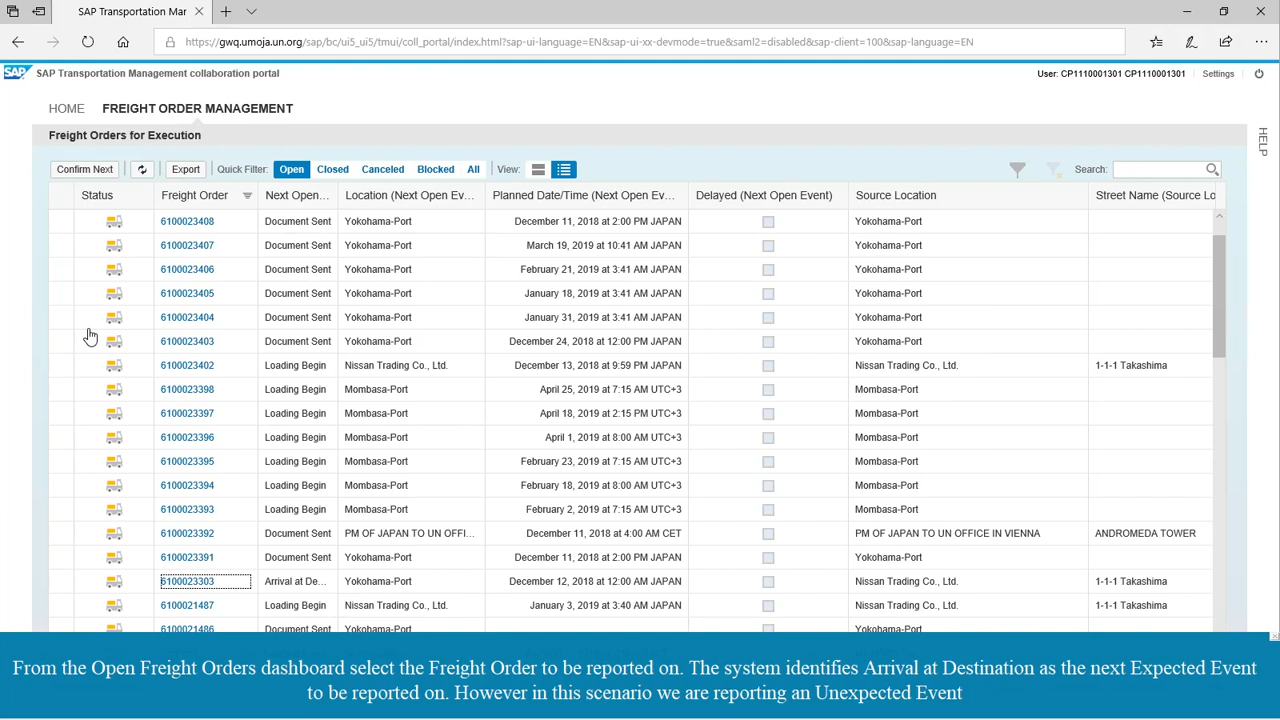 SAP Transportation Mar
https://gwq.umoja.un.org/sap/bc/ui5_ui5/tmui/coll_portal/index.html?sap-ui-language=EN&sap-ui-xx-devmode=true&saml2=disabled&sap-client=100&sap-language=EN
SAP SAP Transportation Management collaboration portal User: CP1110001301 CP1110001301 Settings
HOME FREIGHT ORDER MANAGEMENT
Freight Orders for Execution
HELP
Confirm Next Export Quick Filter: Open Closed Canceled Blocked All View: Search:
Status Freight Order Next Open... Location (Next Open Ev... Planned Date/Time (Next Open Ev... Delayed (Next Open Event) Source Location Street Name (Source Lo
6100023408 Document Sent Yokohama-Port December 11, 2018 at 2:00 PM JAPAN Yokohama-Port
6100023407 Document Sent Yokohama-Port March 19, 2019 at 10:41 AM JAPAN Yokohama-Port
6100023406 Document Sent Yokohama-Port February 21, 2019 at 3:41 AM JAPAN Yokohama-Port
6100023405 Document Sent Yokohama-Port January 18, 2019 at 3:41 AM JAPAN Yokohama-Port
6100023404 Document Sent Yokohama-Port January 31, 2019 at 3:41 AM JAPAN Yokohama-Port
6100023403 Document Sent Yokohama-Port December 24, 2018 at 12:00 PM JAPAN Yokohama-Port
6100023402 Loading Begin Nissan Trading Co., Ltd. December 13, 2018 at 9:59 PM JAPAN Nissan Trading Co., Ltd. 1-1-1 Takashima
6100023398 Loading Begin Mombasa-Port April 25, 2019 at 7:15 AM UTC+3 Mombasa-Port
6100023397 Loading Begin Mombasa-Port April 18, 2019 at 2:15 PM UTC+3 Mombasa-Port
6100023396 Loading Begin Mombasa-Port April 1, 2019 at 8:00 AM UTC+3 Mombasa-Port
6100023395 Loading Begin Mombasa-Port February 23, 2019 at 7:15 AM UTC+3 Mombasa-Port
6100023394 Loading Begin Mombasa-Port February 18, 2019 at 8:00 AM UTC+3 Mombasa-Port
6100023393 Loading Begin Mombasa-Port February 2, 2019 at 7:15 AM UTC+3 Mombasa-Port
6100023392 Document Sent PM OF JAPAN TO UN OFFI... December 11, 2018 at 4:00 AM CET PM OF JAPAN TO UN OFFICE IN VIENNA ANDROMEDA TOWER
6100023391 Document Sent Yokohama-Port December 11, 2018 at 2:00 PM JAPAN Yokohama-Port
6100023303 Arrival at De... Yokohama-Port December 12, 2018 at 12:00 AM JAPAN Nissan Trading Co., Ltd. 1-1-1 Takashima
6100021487 Loading Begin Nissan Trading Co., Ltd. January 3, 2019 at 3:40 AM JAPAN Nissan Trading Co., Ltd. 1-1-1 Takashima
6100021486 Document Sent Yokohama-Port Yokohama-Port
From the Open Freight Orders dashboard select the Freight Order to be reported on. The system identifies Arrival at Destination as the next Expected Event
to be reported on. However in this scenario we are reporting an Unexpected Event